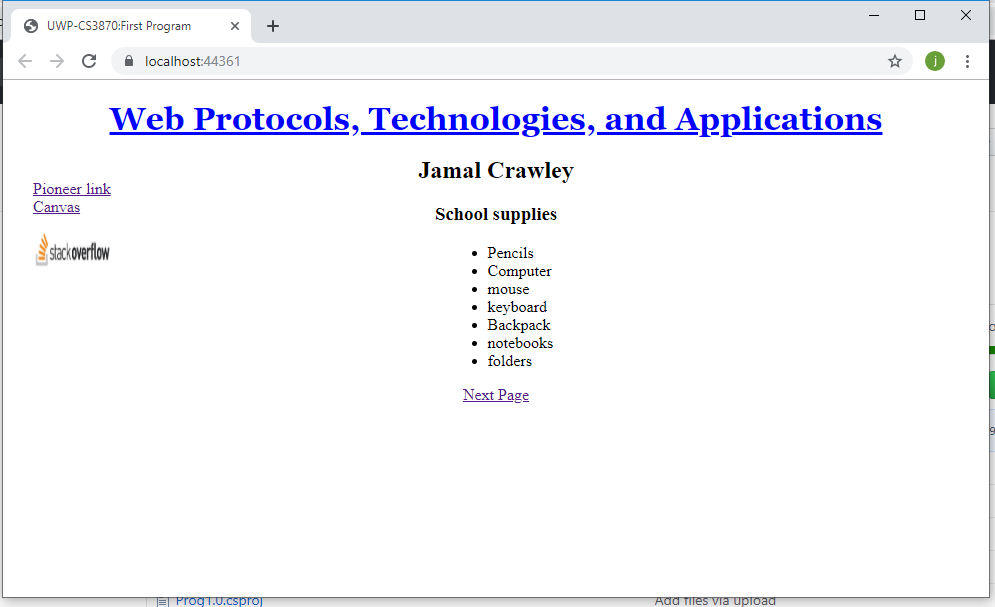 UWP-CS3870:First Program
localhost:44361
j
Web Protocols, Technologies, and Applications
Jamal Crawley
Pioneer link
Canvas
stackoverflow
School supplies
Pencils
Computer
mouse
keyboard
Backpack
notebooks
folders
Next Page
Prog1.0.csproj
Add files via upload